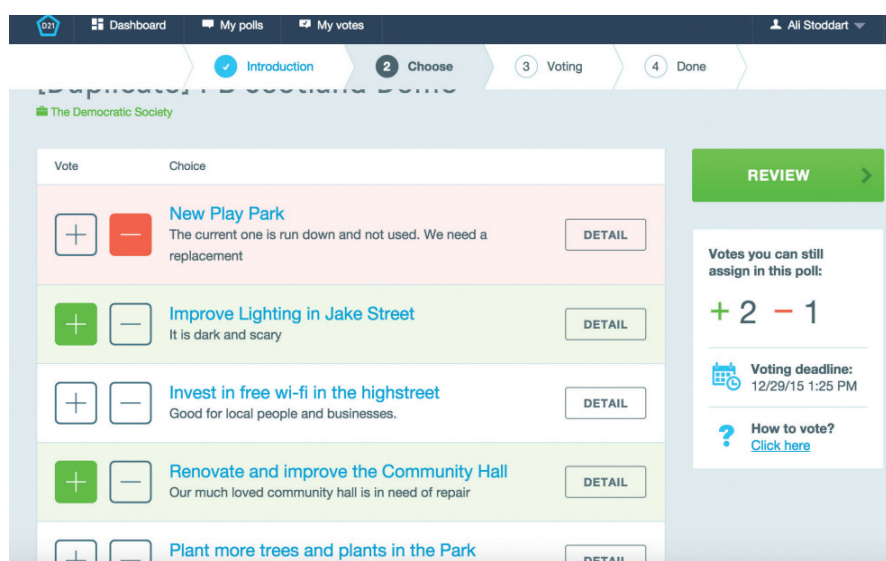 D21 Dashboard My polls My votes Ali Stoddart
Introduction 2 Choose 3 Voting 4 Done
[Duplicate] PB Scotland Demo
The Democratic Society
Vote Choice
REVIEW
New Play Park
The current one is run down and not used. We need a
replacement
DETAIL
Improve Lighting in Jake Street
It is dark and scary
DETAIL
Invest in free wi-fi in the highstreet
Good for local people and businesses.
DETAIL
Renovate and improve the Community Hall
Our much loved community hall is in need of repair
DETAIL
Plant more trees and plants in the Park
DETAIL
Votes you can still
assign in this poll:
+ 2 − 1
Voting deadline:
12/29/15 1:25 PM
? How to vote?
Click here